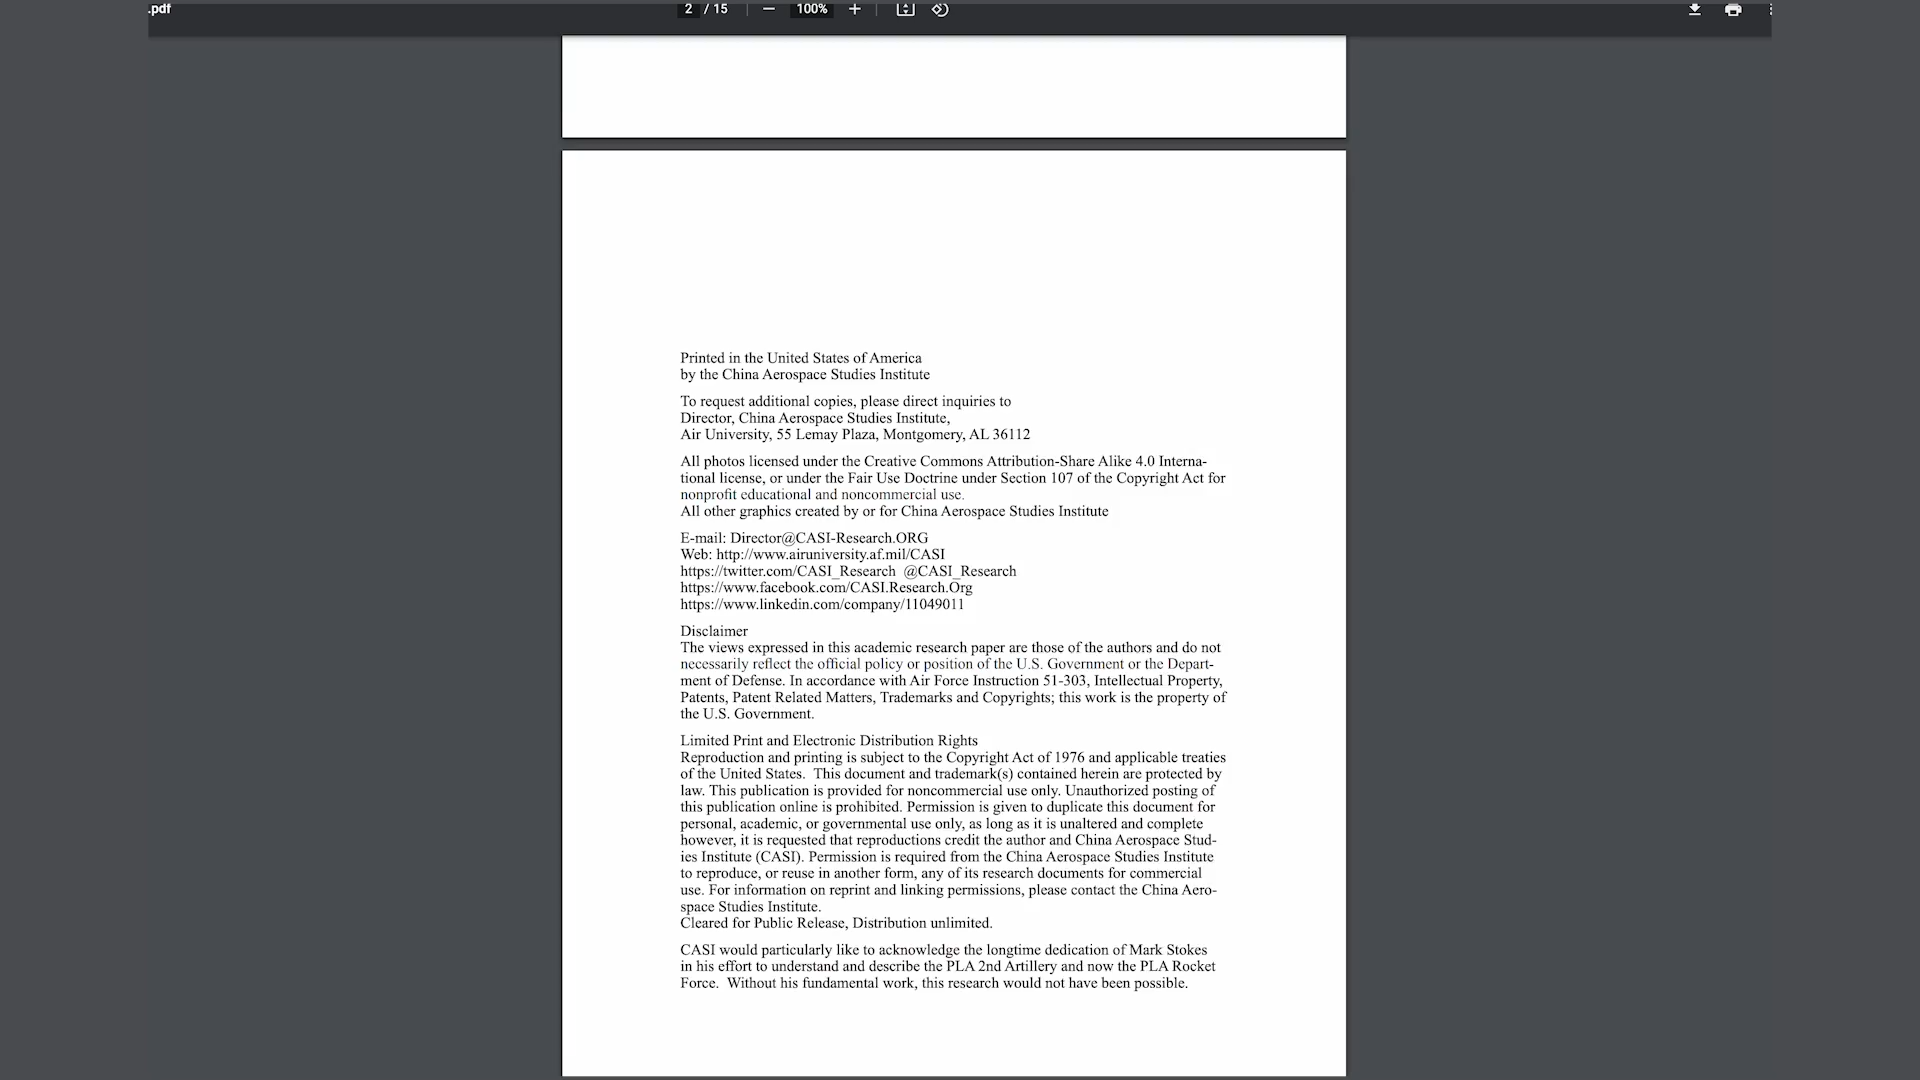 .pdf
2 / 15
100%
Printed in the United States of America
by the China Aerospace Studies Institute
To request additional copies, please direct inquiries to
Director, China Aerospace Studies Institute,
Air University, 55 Lemay Plaza, Montgomery, AL 36112
All photos licensed under the Creative Commons Attribution-Share Alike 4.0 Interna-
tional license, or under the Fair Use Doctrine under Section 107 of the Copyright Act for
nonprofit educational and noncommercial use.
All other graphics created by or for China Aerospace Studies Institute
E-mail: Director@CASI-Research.ORG
Web: http://www.airuniversity.af.mil/CASI
https://twitter.com/CASI_Research @CASI_Research
https://www.facebook.com/CASI.Research.Org
https://www.linkedin.com/company/11049011
Disclaimer
The views expressed in this academic research paper are those of the authors and do not
necessarily reflect the official policy or position of the U.S. Government or the Depart-
ment of Defense. In accordance with Air Force Instruction 51-303, Intellectual Property,
Patents, Patent Related Matters, Trademarks and Copyrights; this work is the property of
the U.S. Government.
Limited Print and Electronic Distribution Rights
Reproduction and printing is subject to the Copyright Act of 1976 and applicable treaties
of the United States. This document and trademark(s) contained herein are protected by
law. This publication is provided for noncommercial use only. Unauthorized posting of
this publication online is prohibited. Permission is given to duplicate this document for
personal, academic, or governmental use only, as long as it is unaltered and complete
however, it is requested that reproductions credit the author and China Aerospace Stud-
ies Institute (CASI). Permission is required from the China Aerospace Studies Institute
to reproduce, or reuse in another form, any of its research documents for commercial
use. For information on reprint and linking permissions, please contact the China Aero-
space Studies Institute.
Cleared for Public Release, Distribution unlimited.
CASI would particularly like to acknowledge the longtime dedication of Mark Stokes
in his effort to understand and describe the PLA 2nd Artillery and now the PLA Rocket
Force. Without his fundamental work, this research would not have been possible.